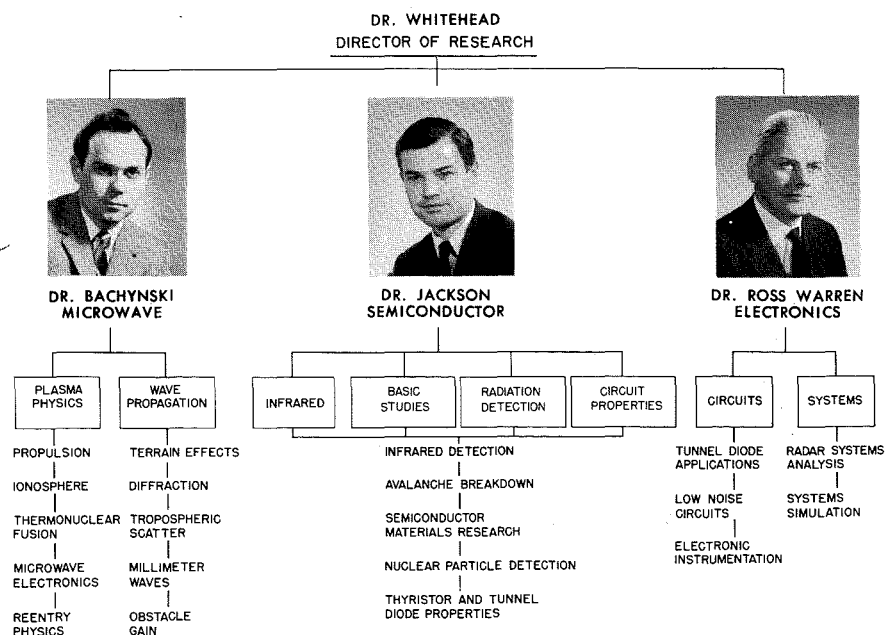 DR. WHITEHEAD
DIRECTOR OF RESEARCH
DR. BACHYNSKI
MICROWAVE
DR. JACKSON
SEMICONDUCTOR
DR. ROSS WARREN
ELECTRONICS
PLASMA
PHYSICS
WAVE
PROPAGATION
INFRARED
BASIC
STUDIES
RADIATION
DETECTION
CIRCUIT
PROPERTIES
CIRCUITS
SYSTEMS
PROPULSION
IONOSPHERE
THERMONUCLEAR
FUSION
MICROWAVE
ELECTRONICS
REENTRY
PHYSICS
TERRAIN EFFECTS
DIFFRACTION
TROPOSPHERIC
SCATTER
MILLIMETER
WAVES
OBSTACLE
GAIN
INFRARED DETECTION
AVALANCHE BREAKDOWN
SEMICONDUCTOR
MATERIALS RESEARCH
NUCLEAR PARTICLE DETECTION
THYRISTOR AND TUNNEL
DIODE PROPERTIES
TUNNEL DIODE
APPLICATIONS
LOW NOISE
CIRCUITS
ELECTRONIC
INSTRUMENTATION
RADAR SYSTEMS
ANALYSIS
SYSTEMS
SIMULATION